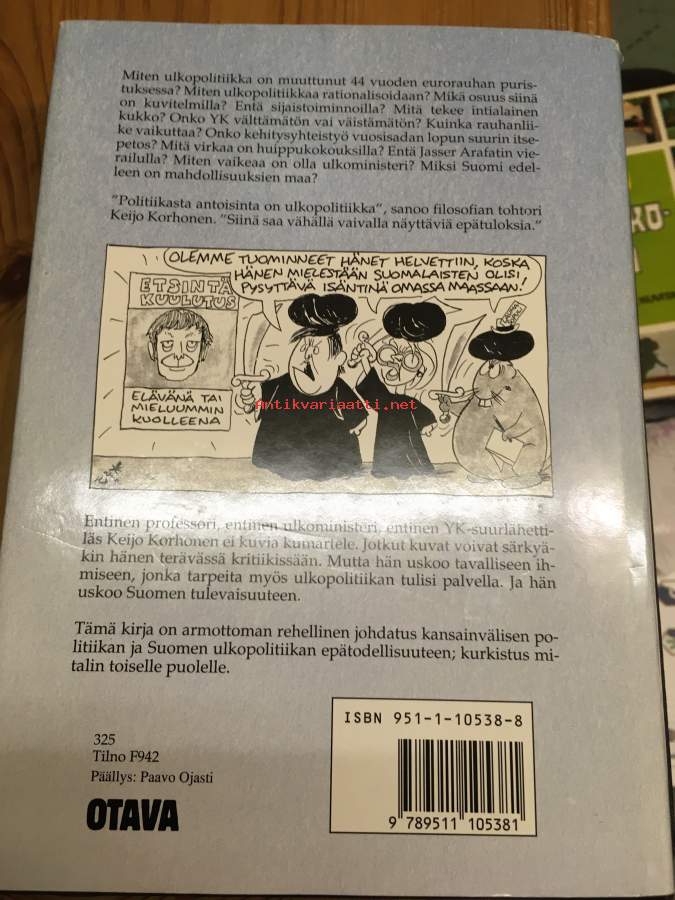 Miten ulkopolitiikka on muuttunut 44 vuoden eurorauhan puris-
tuksessa? Miten ulkopolitiikkaa rationalisoidaan? Mikä osuus siinä
on kuvitelmilla? Entä sijaistoiminnoilla? Mitä tekee intialainen
kukko? Onko YK välttämätön vai väistämätön? Kuinka rauhanlii-
ke vaikuttaa? Onko kehitysyhteistyö vuosisadan lopun suurin itse-
petos? Mitä virkaa on huippukokouksilla? Entä Jasser Arafatin vie-
railulla? Miten vaikeaa on olla ulkoministeri? Miksi Suomi edel-
leen on mahdollisuuksien maa?
"Politiikasta antoisinta on ulkopolitiikka", sanoo filosofian tohtori
Keijo Korhonen. "Siinä saa vähällä vaivalla näyttäviä epätuloksia."
OLEMME TUOMINNEET HÄNET HELVETTIIN, KOSKA
HÄNEN MIELESTÄÄN SUOMALAISTEN OLISI
PYSYTTÄVÄ ISÄNTINÄ OMASSA MAASSAAN!
ETSINTÄ
KUULUTUS
ELÄVÄNÄ TAI
MIELUUMMIN
KUOLLEENA
antikvariaatti.net
Entinen professori, entinen ulkoministeri, entinen YK-suurlähetti-
läs Keijo Korhonen ei kuvia kumartele. Jotkut kuvat voivat särkyä-
kin hänen terävässä kritiikissään. Mutta hän uskoo tavalliseen ih-
miseen, jonka tarpeita myös ulkopolitiikan tulisi palvella. Ja hän
uskoo Suomen tulevaisuuteen.
Tämä kirja on armottoman rehellinen johdatus kansainvälisen po-
litiikan ja Suomen ulkopolitiikan epätodellisuuteen; kurkistus mi-
talin toiselle puolelle.
ISBN 951-1-10538-8
325
Tilno F942
Päällys: Paavo Ojasti
OTAVA
9 789511 105381